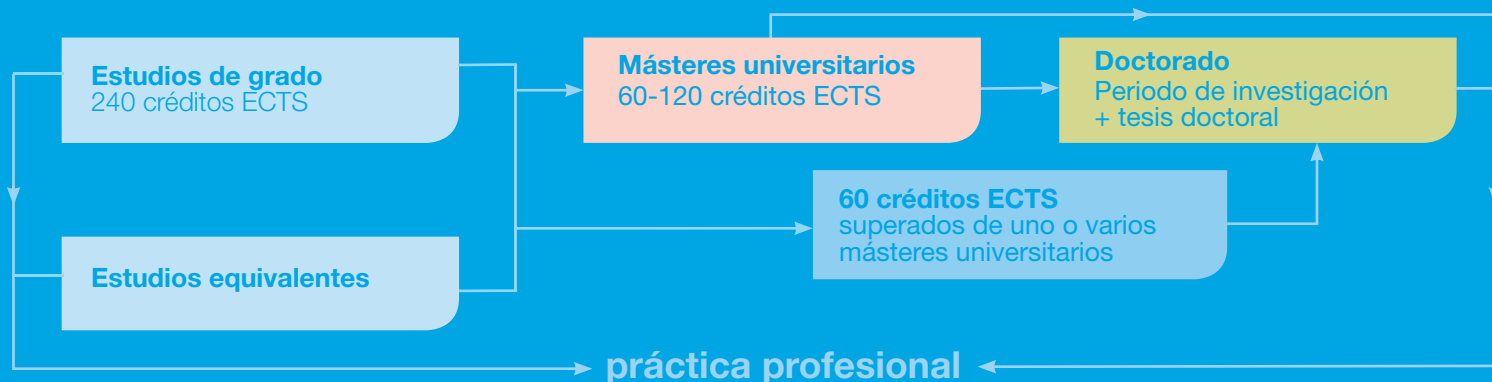 Estudios de grado
240 créditos ECTS
Estudios equivalentes
Másteres universitarios
60-120 créditos ECTS
60 créditos ECTS
superados de uno o varios
másteres universitarios
Doctorado
Periodo de investigación
+ tesis doctoral
práctica profesional